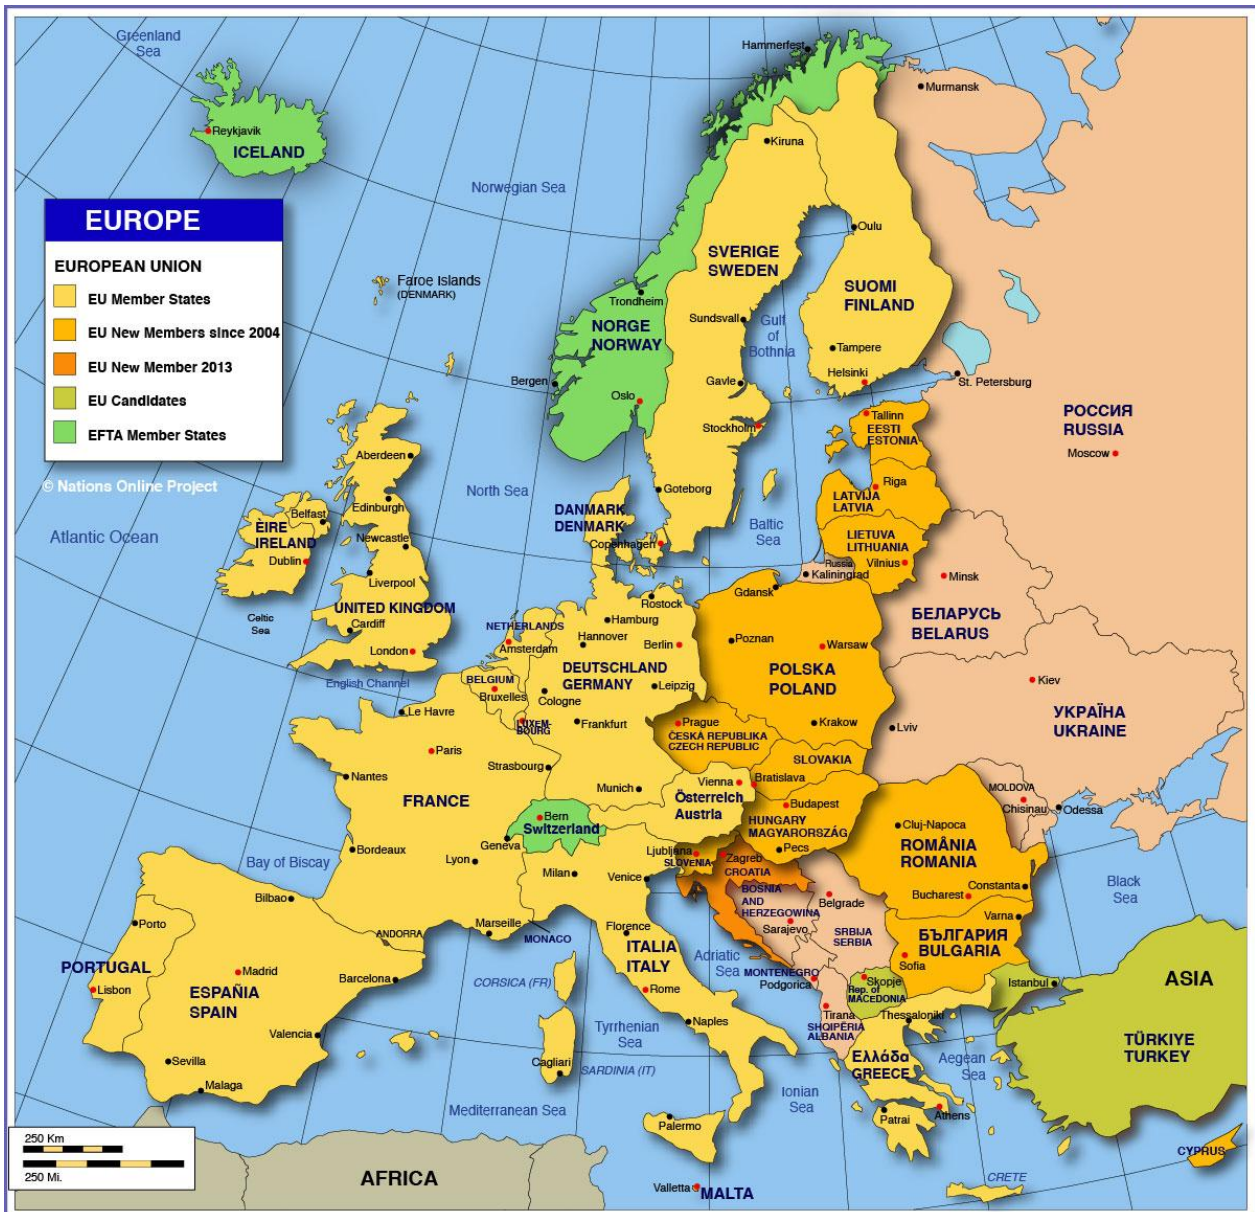 Greenland
Sea
Hammerfest
Murmansk
Reykjavik
ICELAND
Kiruna
Norwegian Sea
EUROPE
EUROPEAN UNION
EU Member States
EU New Members since 2004
EU New Member 2013
EU Candidates
EFTA Member States
© Nations Online Project
Faroe Islands
(DENMARK)
Oulu
SVERIGE
SWEDEN
SUOMI
FINLAND
Trondheim
NORGE
NORWAY
Sundsvall
Gulf
of
Bothnia
Tampere
Helsinki
St. Petersburg
Bergen
Gavle
Oslo
Stockholm
Tallinn
EESTI
ESTONIA
РОССИЯ
RUSSIA
Moscow
Aberdeen
Edinburgh
North Sea
Goteborg
Riga
LATVIJA
LATVIA
DANMARK
DENMARK
Copenhagen
Baltic
Sea
LIETUVA
LITHUANIA
Vilnius
Russia
Kaliningrad
Minsk
Atlantic Ocean
Belfast
ÈIRE
IRELAND
Dublin
Newcastle
Liverpool
UNITED KINGDOM
Cardiff
London
Celtic
Sea
English Channel
БЕЛАРУСЬ
BELARUS
Gdansk
Rostock
Hamburg
NETHERLANDS
Amsterdam
Hannover
Berlin
Poznan
Warsaw
DEUTSCHLAND
GERMANY
POLSKA
POLAND
BELGIUM
Bruxelles
Cologne
Leipzig
Kiev
Le Havre
LUXEM-
BOURG
Frankfurt
Prague
ČESKÁ REPUBLIKA
CZECH REPUBLIC
Krakow
Lviv
УКРАЇНА
UKRAINE
Paris
Strasbourg
SLOVAKIA
Nantes
Munich
Vienna
Bratislava
Österreich
Austria
Budapest
HUNGARY
MAGYARORSZÁG
MOLDOVA
Chisinau
Odessa
FRANCE
Bern
Switzerland
Geneva
Cluj-Napoca
ROMÂNIA
ROMANIA
Pecs
Bay of Biscay
Bordeaux
Lyon
Milan
Venice
Ljubljana
SLOVENIA
Zagreb
CROATIA
BOSNIA
AND
HERZEGOWINA
Sarajevo
Belgrade
Bucharest
Constanta
Black
Sea
Bilbao
Marseille
MONACO
Florence
SRBIJA
SERBIA
Varna
БЪЛГАРИЯ
BULGARIA
Sofia
Porto
ANDORRA
ITALIA
ITALY
Adriatic
Sea
PORTUGAL
Lisbon
Madrid
ESPAÑIA
SPAIN
Barcelona
CORSICA (FR)
Rome
MONTENEGRO
Podgorica
Skopje
Rep. of
MACEDONIA
Istanbul
ASIA
Valencia
Tyrrhenian
Sea
Naples
Tirana
SHQIPËRIA
ALBANIA
Thessaloniki
TÜRKIYE
TURKEY
Sevilla
Malaga
Cagliari
SARDINIA (IT)
Ελλάδα
GREECE
Aegean
Sea
Mediterranean Sea
Ionian
Sea
Palermo
Patrai
Athens
250 Km
250 Mi.
AFRICA
Valletta
MALTA
CRETE
CYPRUS